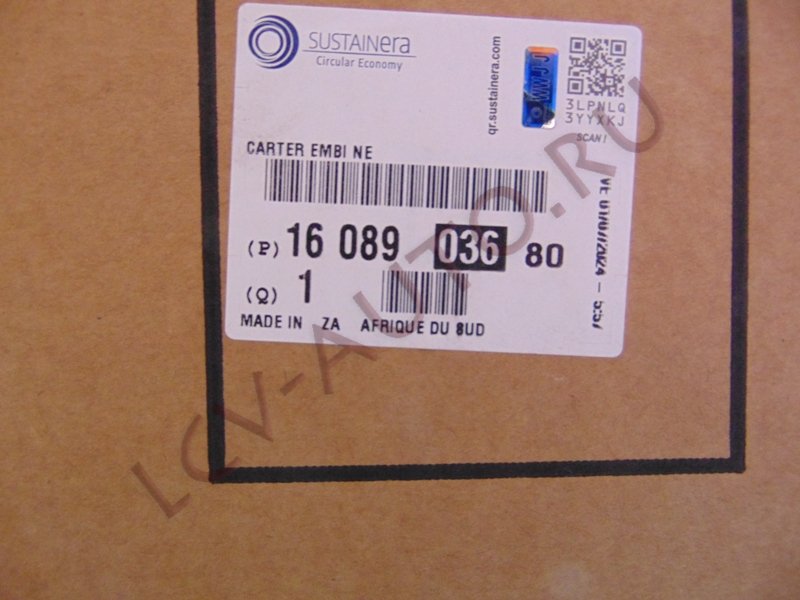 SUSTAINera
Circular Economy
qr.sustainera.com
3LPNLQ
3YYXKJ
SCAN!
CARTER EMBI NE
(P) 16 089 036 80
(Q) 1
MADE IN ZA AFRIQUE DU SUD
LCV-AUTO.RU